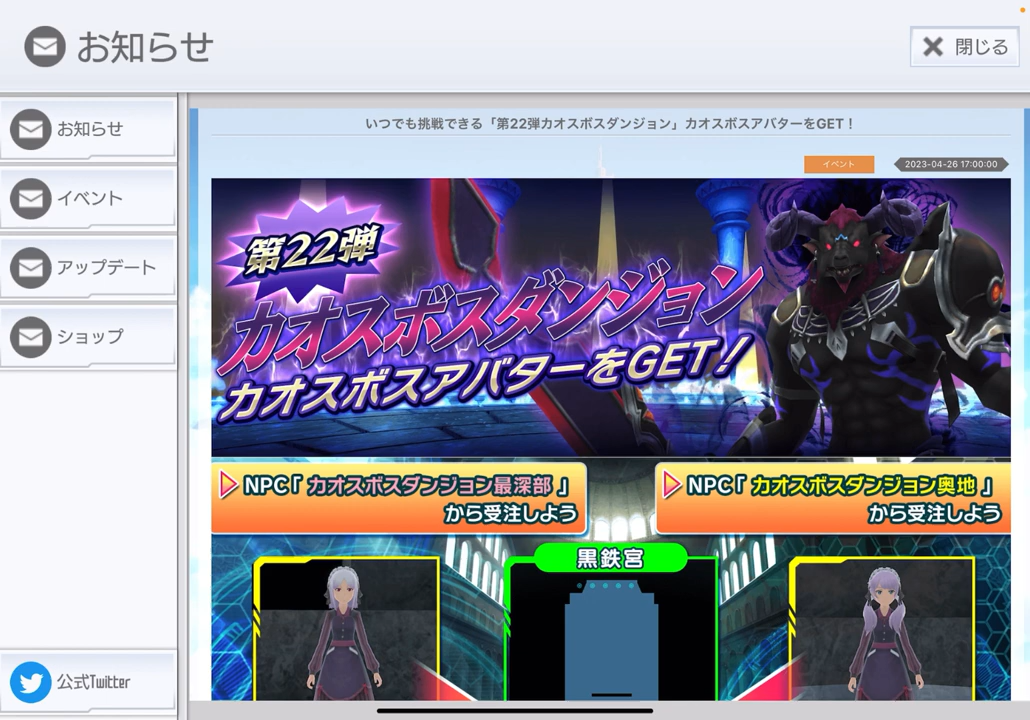 お知らせ
閉じる
お知らせ
イベント
アップデート
ショップ
公式Twitter
いつでも挑戦できる「第22弾カオスボスダンジョン」カオスボスアバターをGET！
イベント
2023-04-26 17:00:00
第22弾
カオスボスダンジョン
カオスボスアバターをGET！
NPC「カオスボスダンジョン最深部」
から受注しよう
NPC「カオスボスダンジョン奥地」
から受注しよう
黒鉄宮